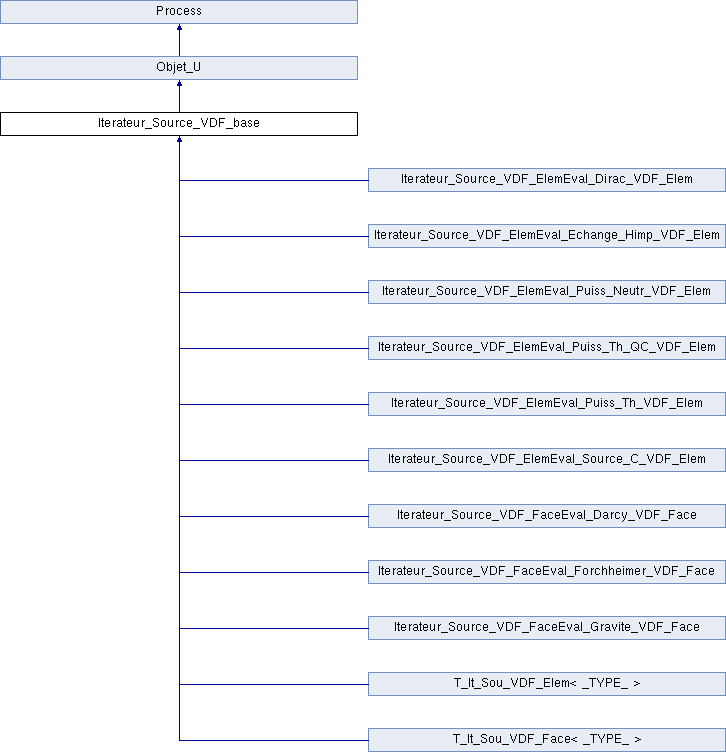 Process
Objet_U
Iterateur_Source_VDF_base
Iterateur_Source_VDF_ElemEval_Dirac_VDF_Elem
Iterateur_Source_VDF_ElemEval_Echange_Himp_VDF_Elem
Iterateur_Source_VDF_ElemEval_Puiss_Neutr_VDF_Elem
Iterateur_Source_VDF_ElemEval_Puiss_Th_QC_VDF_Elem
Iterateur_Source_VDF_ElemEval_Puiss_Th_VDF_Elem
Iterateur_Source_VDF_ElemEval_Source_C_VDF_Elem
Iterateur_Source_VDF_FaceEval_Darcy_VDF_Face
Iterateur_Source_VDF_FaceEval_Forchheimer_VDF_Face
Iterateur_Source_VDF_FaceEval_Gravite_VDF_Face
T_It_Sou_VDF_Elem< _TYPE_ >
T_It_Sou_VDF_Face< _TYPE_ >